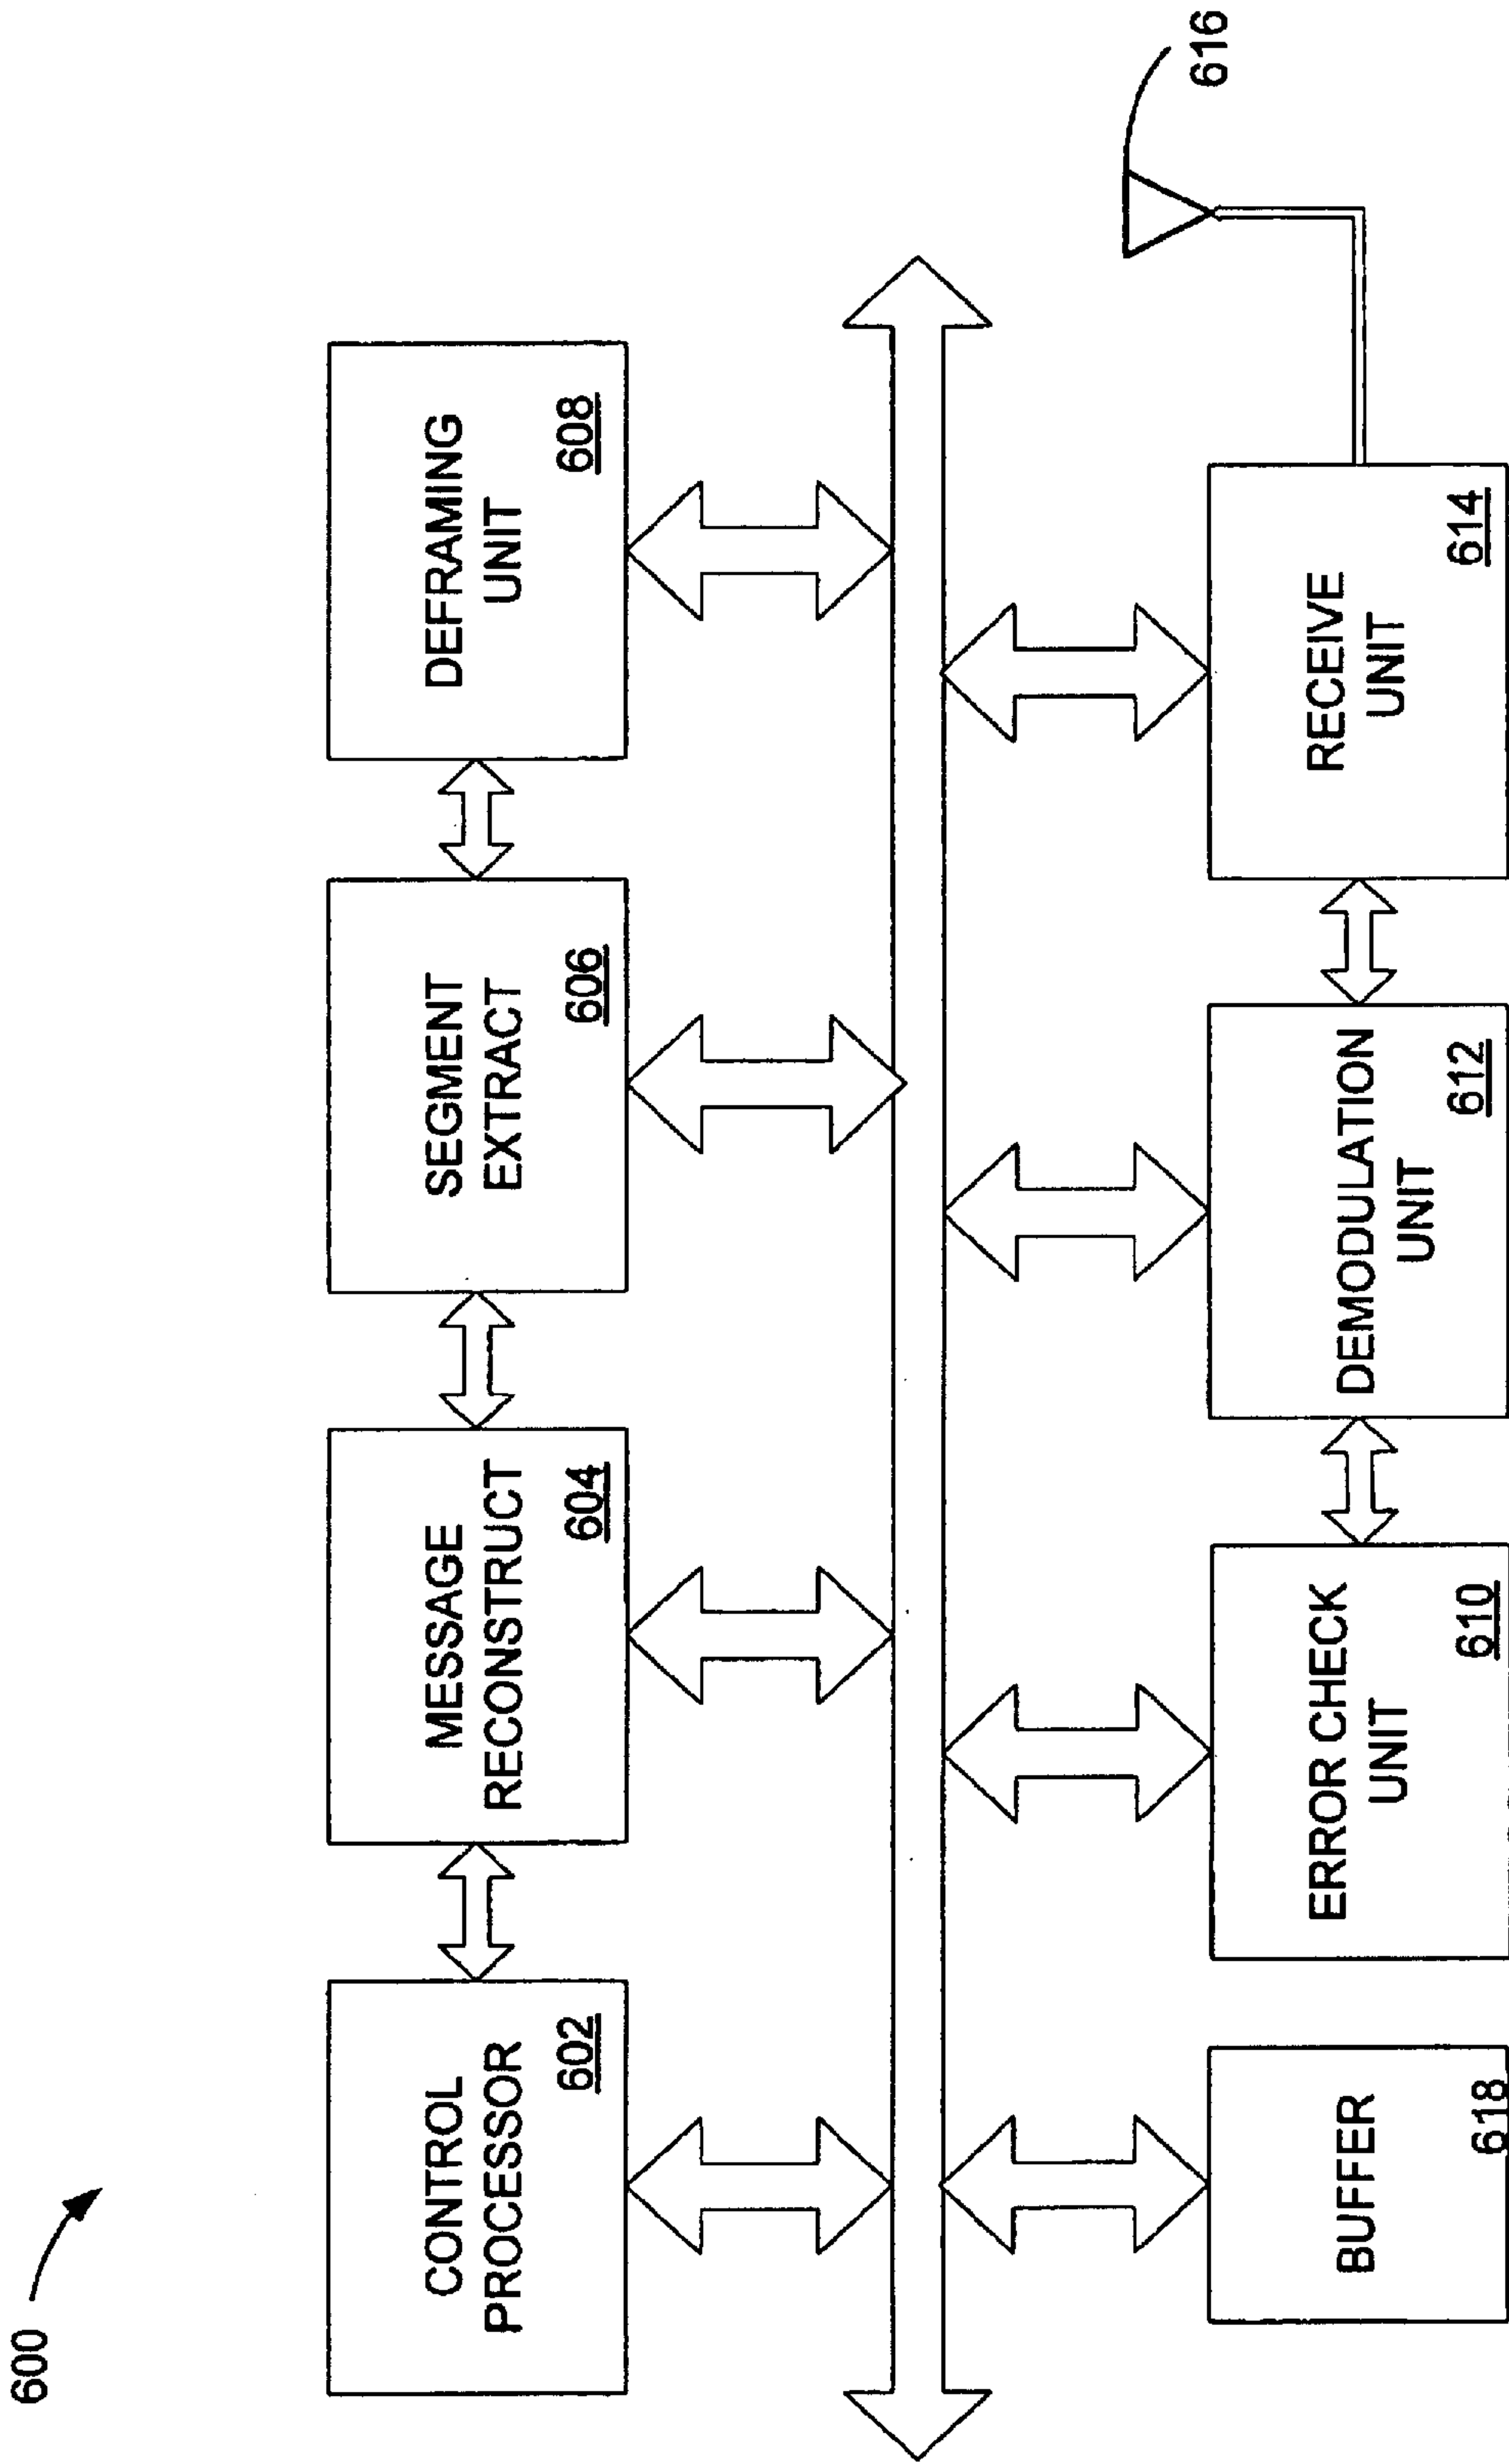 600
CONTROL
PROCESSOR
602
MESSAGE
RECONSTRUCT
604
SEGMENT
EXTRACT
606
DEFRAMING
UNIT
608
616
BUFFER
618
ERROR CHECK
UNIT
610
DEMODULATION
UNIT
612
RECEIVE
UNIT
614